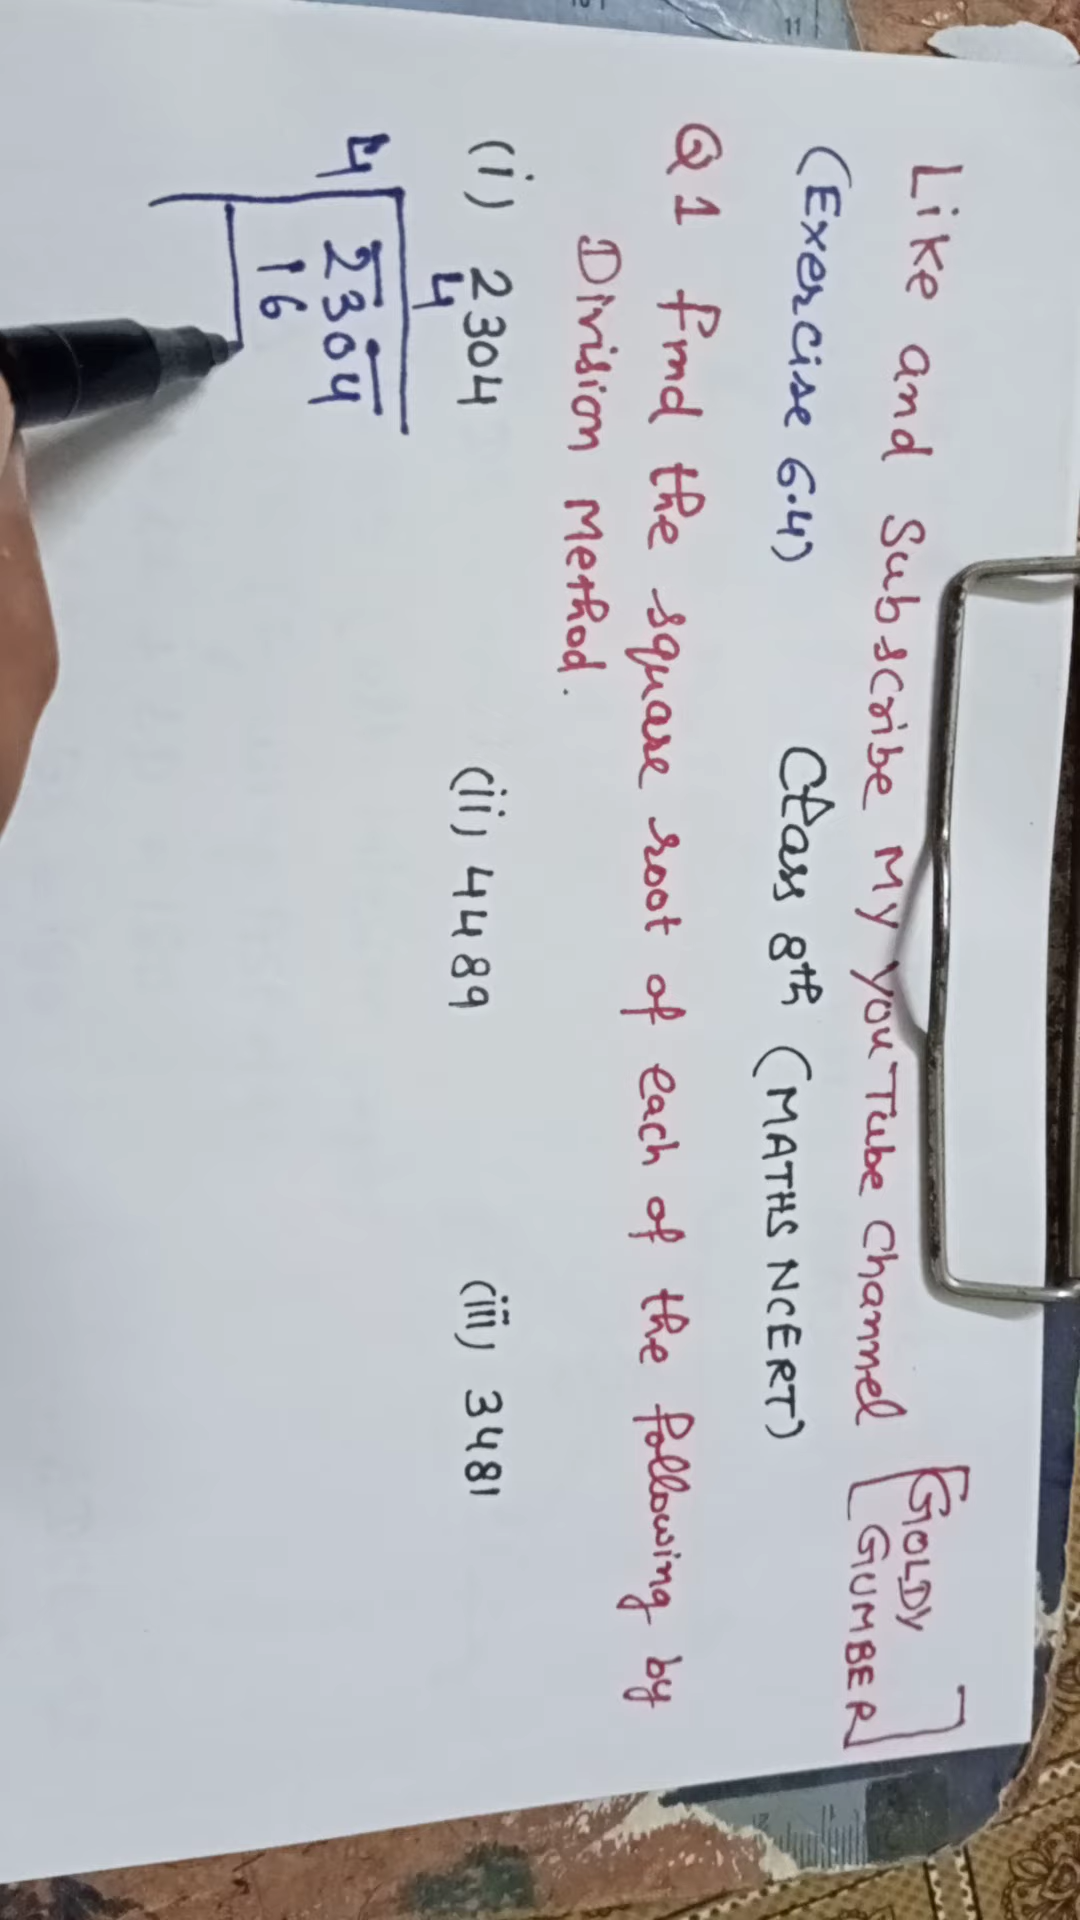 Like and Subscribe My YouTube Channel [GOLDY GUMBER]
(Exercise 6.4) Class 8th (MATHS NCERT)
Q1 find the square root of each of the following by
Division Method.
(i) 2304 (ii) 4489 (iii) 3481
4
4 2304
16